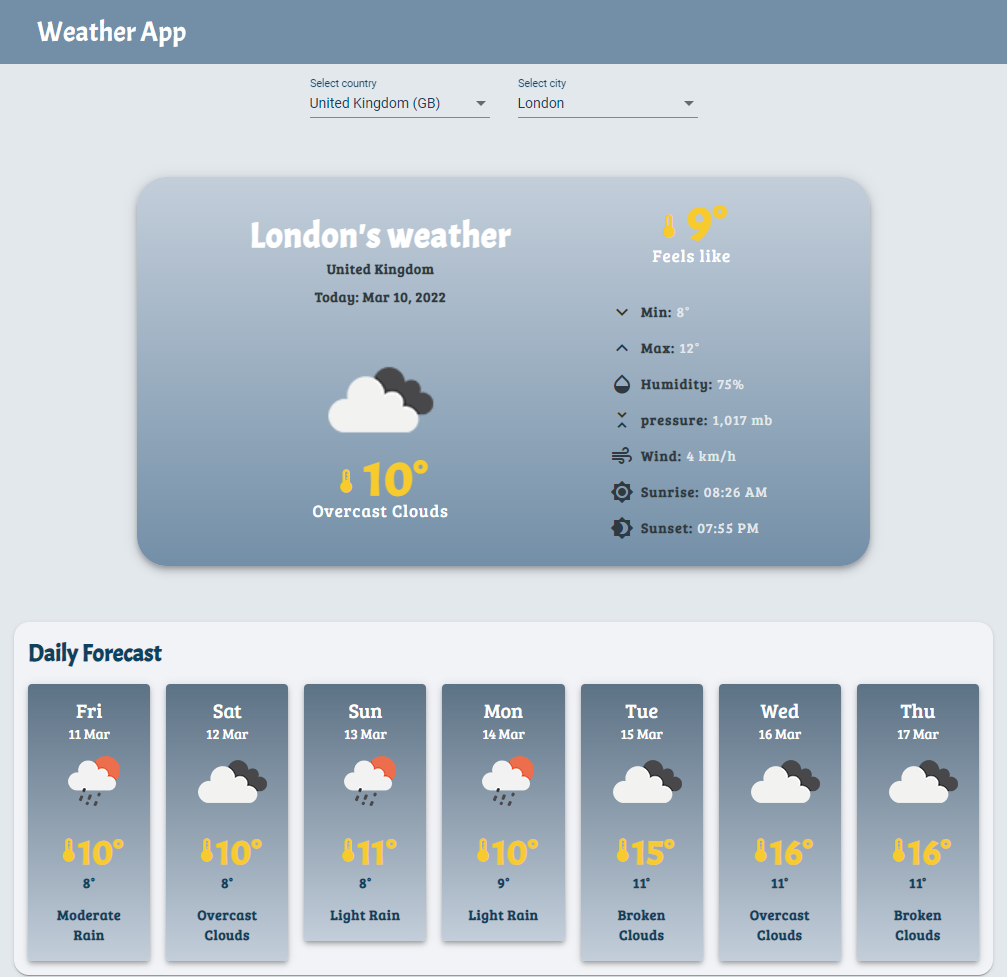 Weather App
Select country
United Kingdom (GB)
Select city
London
London's weather
United Kingdom
Today: Mar 10, 2022
10°
Overcast Clouds
9°
Feels like
Min: 8°
Max: 12°
Humidity: 75%
pressure: 1,017 mb
Wind: 4 km/h
Sunrise: 08:26 AM
Sunset: 07:55 PM
Daily Forecast
Fri
11 Mar
10°
8°
Moderate
Rain
Sat
12 Mar
10°
8°
Overcast
Clouds
Sun
13 Mar
11°
8°
Light Rain
Mon
14 Mar
10°
9°
Light Rain
Tue
15 Mar
15°
11°
Broken
Clouds
Wed
16 Mar
16°
11°
Overcast
Clouds
Thu
17 Mar
16°
11°
Broken
Clouds